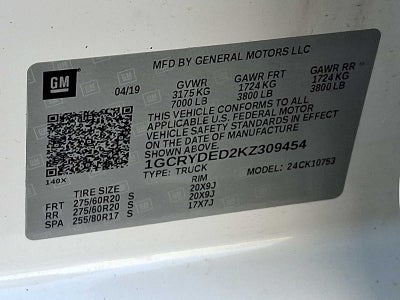 MFD BY GENERAL MOTORS LLC
GM
04/19 GVWR GAWR FRT GAWR RR
3175 KG 1724 KG 1724 KG
7000 LB 3800 LB 3800 LB
THIS VEHICLE CONFORMS TO ALL
APPLICABLE U.S. FEDERAL MOTOR
VEHICLE SAFETY STANDARDS IN EFFECT
ON THE DATE OF MANUFACTURE
1GCRYDED2KZ309454
140X TYPE: TRUCK MODEL: 24CK10753
TIRE SIZE RIM
FRT 275/60R20 S 20X9J
RR 275/60R20 S 20X9J
SPA 255/80R17 S 17X7J